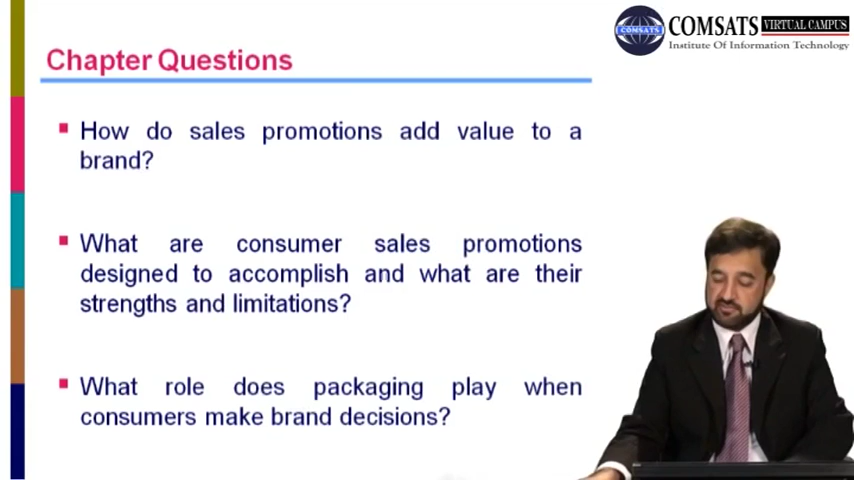 COMSATS VIRTUAL CAMPUS
COMSATS
Institute Of Information Technology
Chapter Questions
How do sales promotions add value to a
brand?
What are consumer sales promotions
designed to accomplish and what are their
strengths and limitations?
What role does packaging play when
consumers make brand decisions?